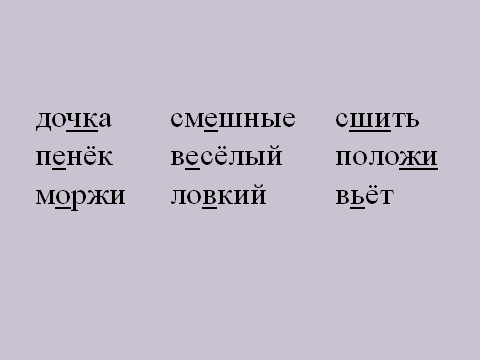 дочка смешные сшить
пенёк весёлый положи
моржи ловкий вьёт